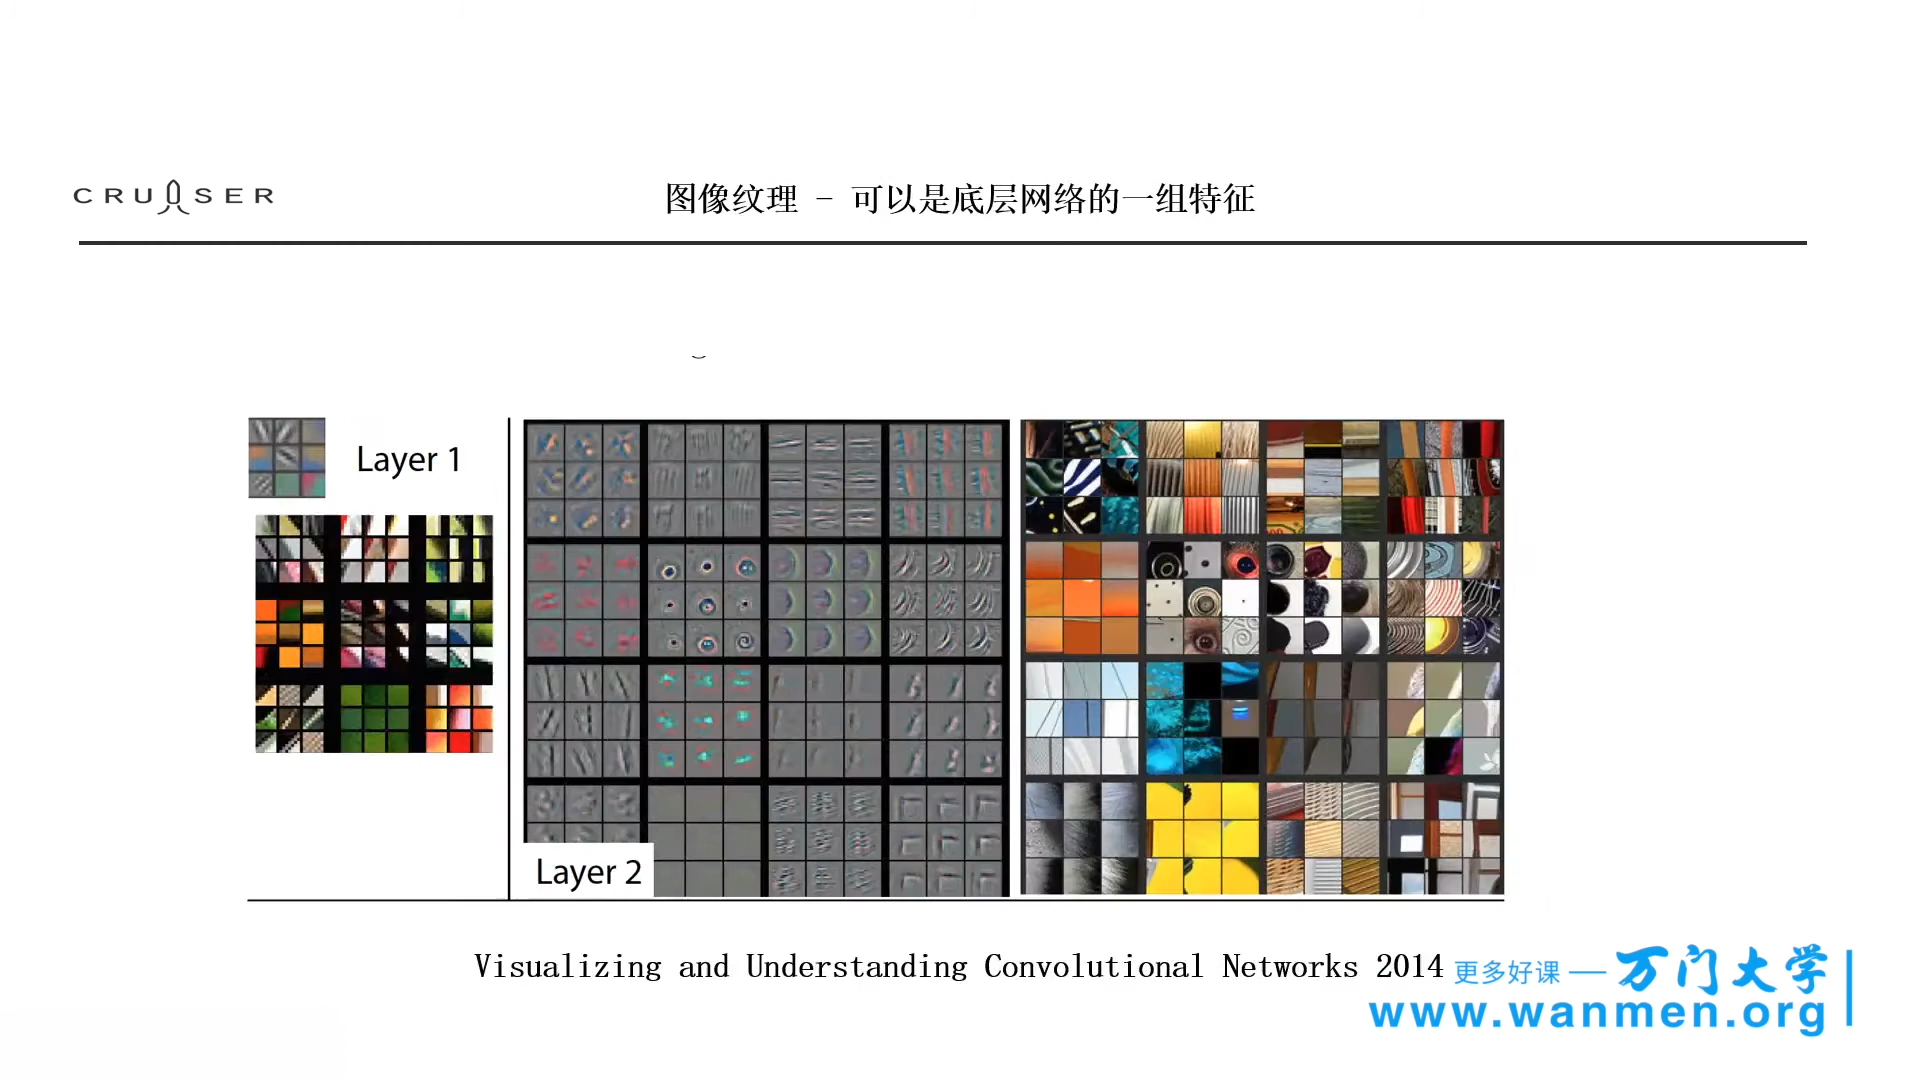 CRUISER
图像纹理 – 可以是底层网络的一组特征
Layer 1
Layer 2
Visualizing and Understanding Convolutional Networks 2014
更多好课 — 万门大学
www.wanmen.org